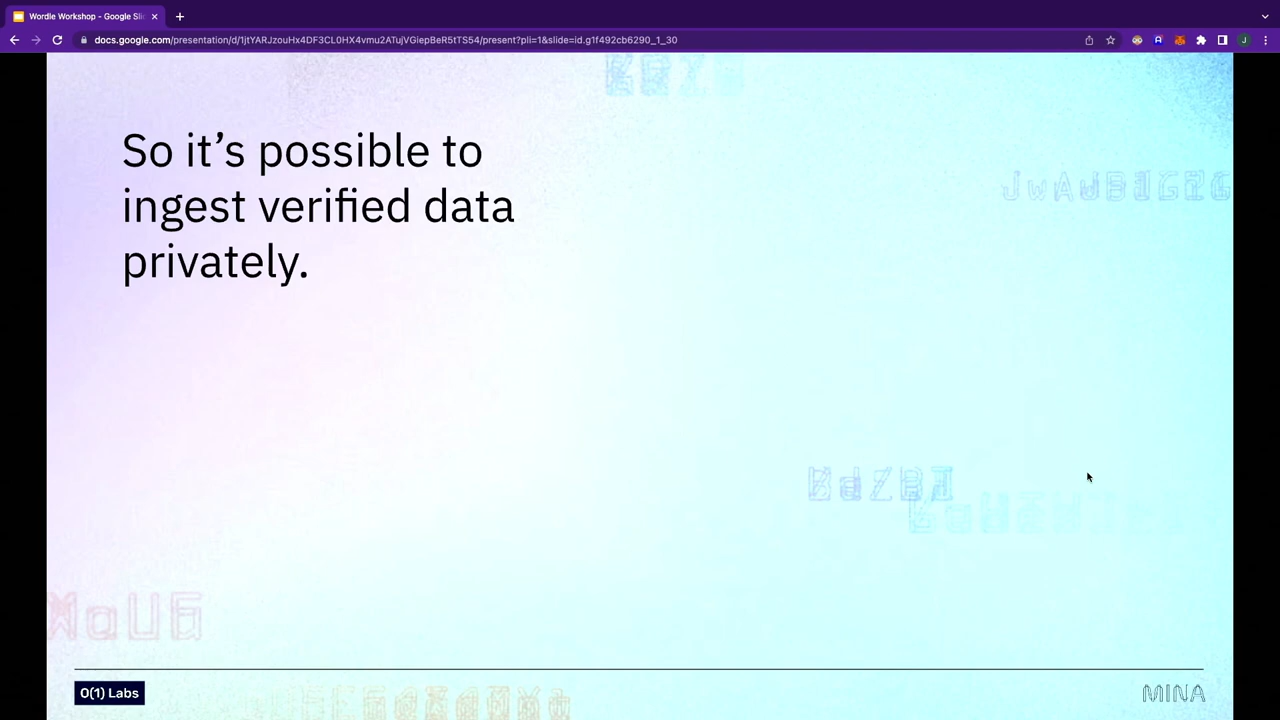 Wordle Workshop - Google Sli
docs.google.com/presentation/d/1jtYARJzouHx4DF3CL0HX4vmu2ATujVGiepBeR5tTS54/present?pli=1&slide=id.g1f492cb6290_1_30
J
So it’s possible to
ingest verified data
privately.
O(1) Labs
MINA